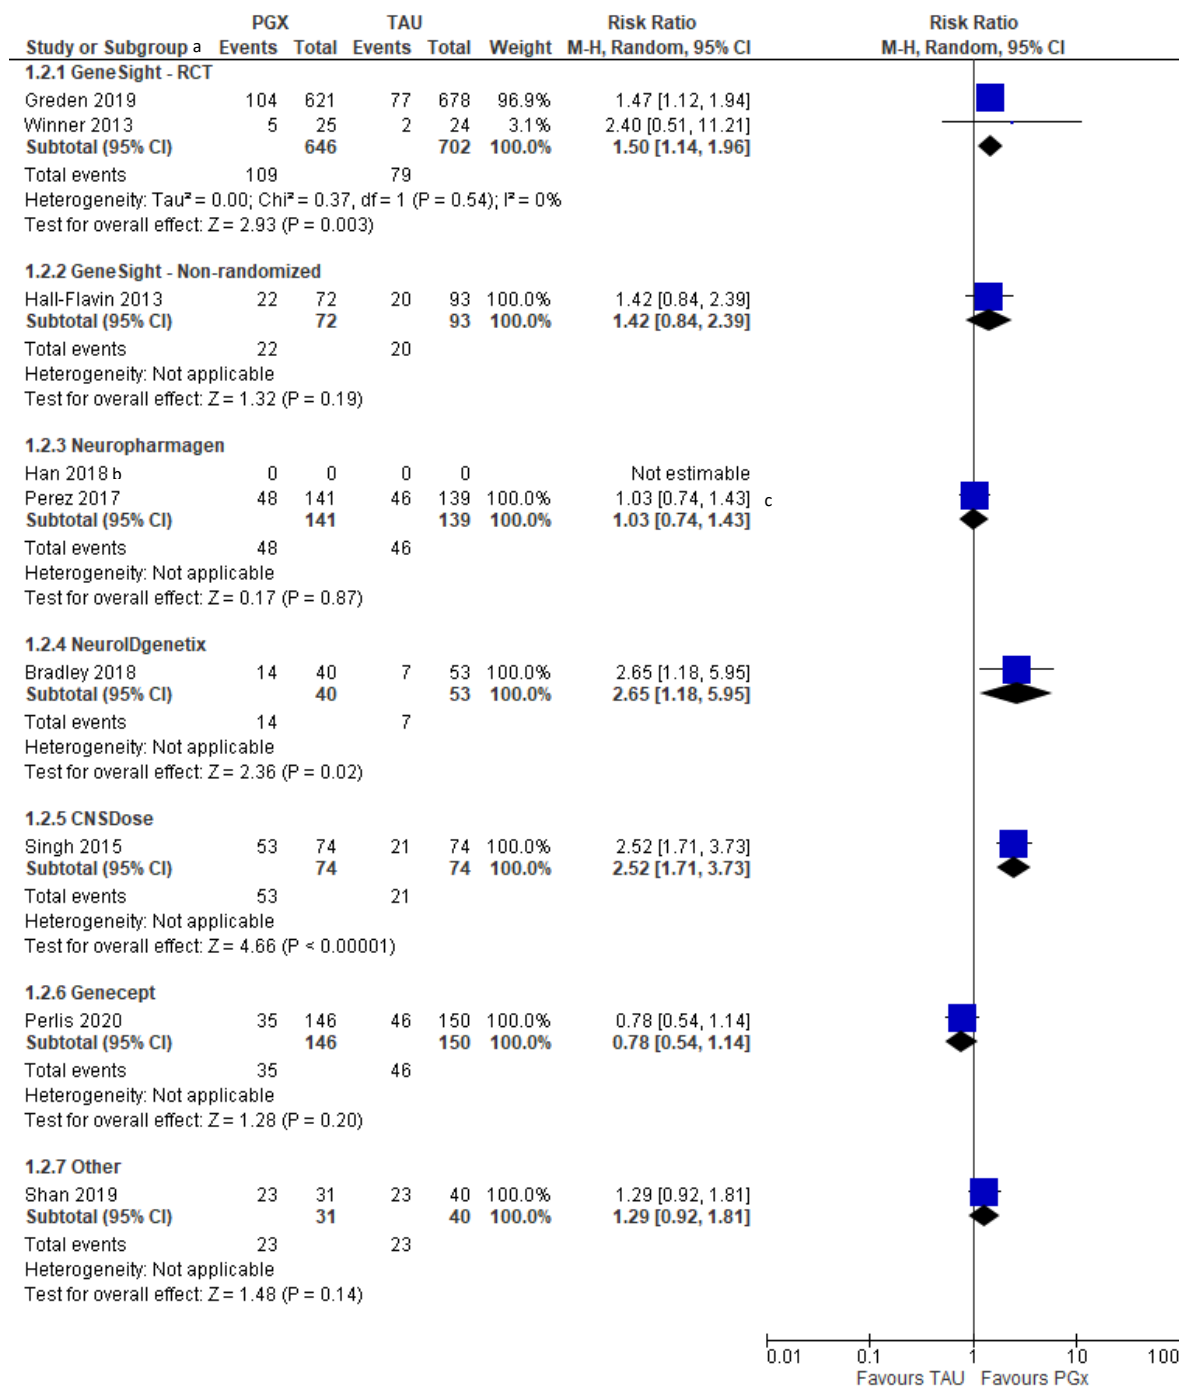 PGX TAU Risk Ratio Risk Ratio
Study or Subgroup a Events Total Events Total Weight M-H, Random, 95% CI M-H, Random, 95% CI
1.2.1 GeneSight - RCT
Greden 2019 104 621 77 678 96.9% 1.47 [1.12, 1.94]
Winner 2013 5 25 2 24 3.1% 2.40 [0.51, 11.21]
Subtotal (95% CI) 646 702 100.0% 1.50 [1.14, 1.96]
Total events 109 79
Heterogeneity: Tau² = 0.00; Chi² = 0.37, df = 1 (P = 0.54); I² = 0%
Test for overall effect: Z = 2.93 (P = 0.003)
1.2.2 GeneSight - Non-randomized
Hall-Flavin 2013 22 72 20 93 100.0% 1.42 [0.84, 2.39]
Subtotal (95% CI) 72 93 100.0% 1.42 [0.84, 2.39]
Total events 22 20
Heterogeneity: Not applicable
Test for overall effect: Z = 1.32 (P = 0.19)
1.2.3 Neuropharmagen
Han 2018 b 0 0 0 0 Not estimable
Perez 2017 48 141 46 139 100.0% 1.03 [0.74, 1.43] c
Subtotal (95% CI) 141 139 100.0% 1.03 [0.74, 1.43]
Total events 48 46
Heterogeneity: Not applicable
Test for overall effect: Z = 0.17 (P = 0.87)
1.2.4 NeuroIDgenetix
Bradley 2018 14 40 7 53 100.0% 2.65 [1.18, 5.95]
Subtotal (95% CI) 40 53 100.0% 2.65 [1.18, 5.95]
Total events 14 7
Heterogeneity: Not applicable
Test for overall effect: Z = 2.36 (P = 0.02)
1.2.5 CNSDose
Singh 2015 53 74 21 74 100.0% 2.52 [1.71, 3.73]
Subtotal (95% CI) 74 74 100.0% 2.52 [1.71, 3.73]
Total events 53 21
Heterogeneity: Not applicable
Test for overall effect: Z = 4.66 (P < 0.00001)
1.2.6 Genecept
Perlis 2020 35 146 46 150 100.0% 0.78 [0.54, 1.14]
Subtotal (95% CI) 146 150 100.0% 0.78 [0.54, 1.14]
Total events 35 46
Heterogeneity: Not applicable
Test for overall effect: Z = 1.28 (P = 0.20)
1.2.7 Other
Shan 2019 23 31 23 40 100.0% 1.29 [0.92, 1.81]
Subtotal (95% CI) 31 40 100.0% 1.29 [0.92, 1.81]
Total events 23 23
Heterogeneity: Not applicable
Test for overall effect: Z = 1.48 (P = 0.14)
0.01 0.1 1 10 100
Favours TAU Favours PGx